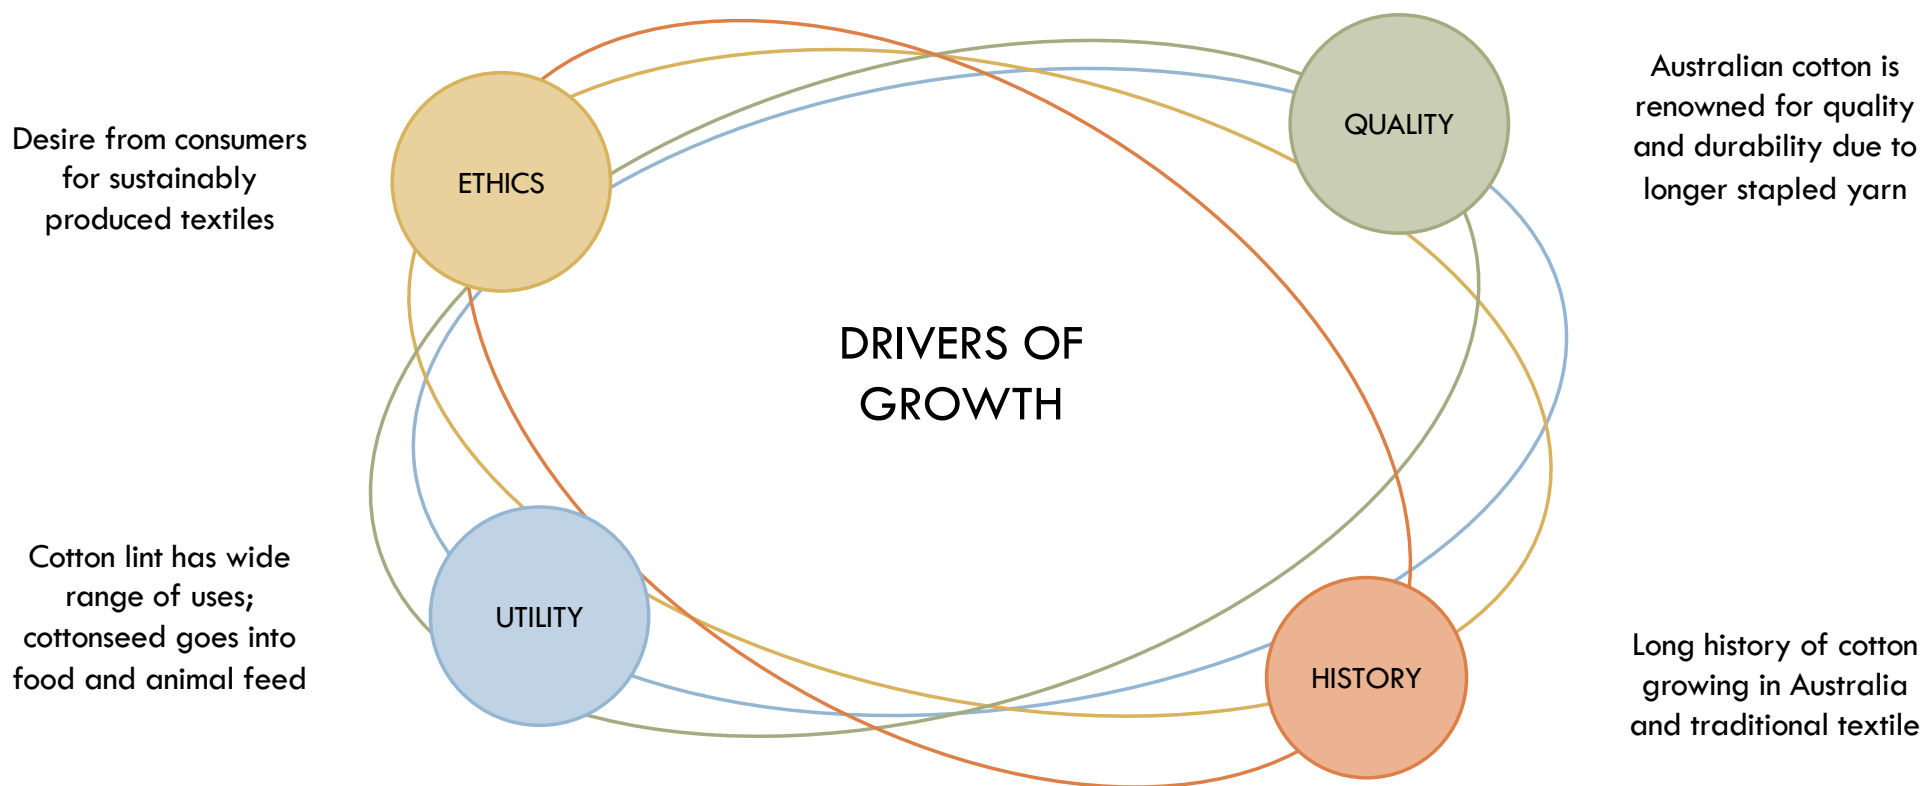 Desire from consumers
for sustainably
produced textiles
ETHICS
QUALITY
Australian cotton is
renowned for quality
and durability due to
longer stapled yarn
DRIVERS OF
GROWTH
Cotton lint has wide
range of uses;
cottonseed goes into
food and animal feed
UTILITY
HISTORY
Long history of cotton
growing in Australia
and traditional textile